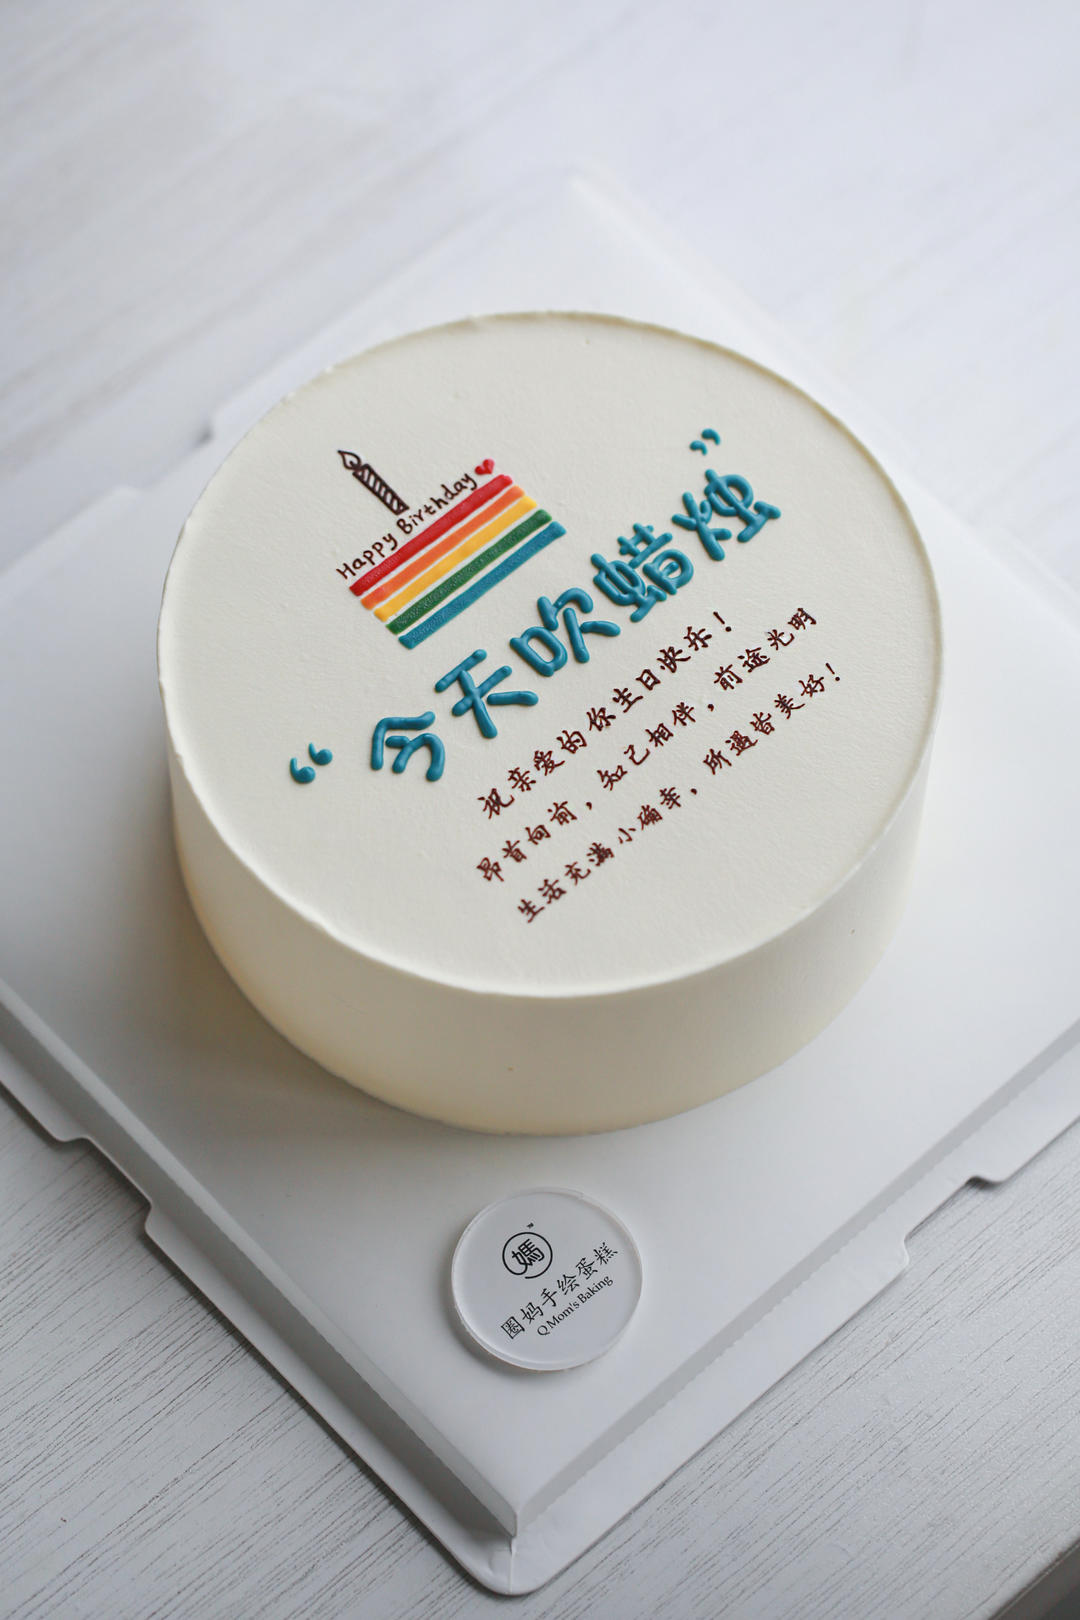 Happy Birthday
“今天吹蜡烛”
祝亲爱的你生日快乐！
昂首向前，知己相伴，前途光明
生活充满小确幸，所遇皆美好！
媽
TM
圈妈手绘蛋糕
Q Mom's Baking